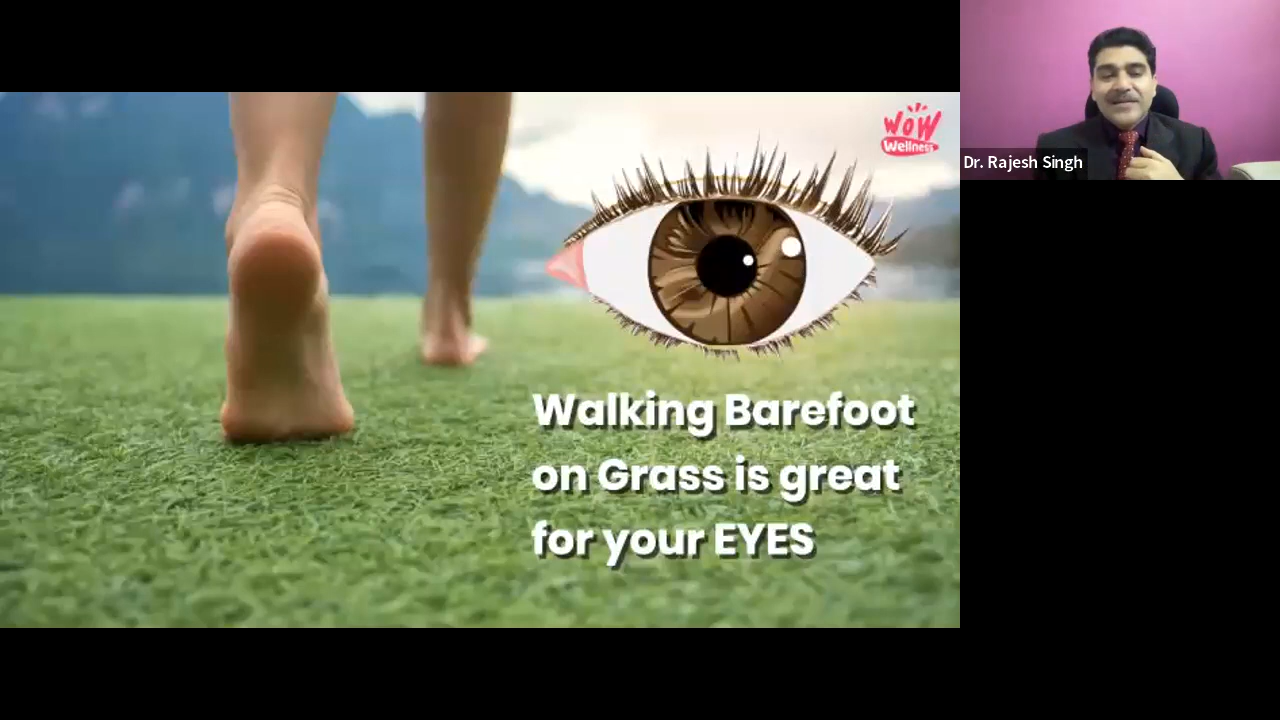 WOW
Wellness
Dr. Rajesh Singh
Walking Barefoot
on Grass is great
for your EYES